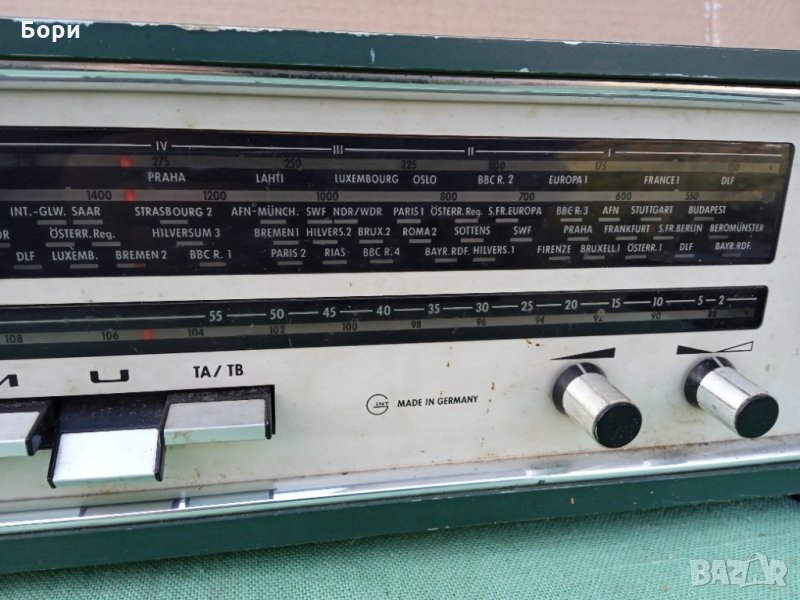 Бори
IV III II I
275 250 225 175 150
PRAHA LAHTI LUXEMBOURG OSLO BBC R. 2 EUROPA 1 FRANCE 1 DLF
1400 1200 1000 800 700 600 550
INT.-GLW. SAAR STRASBOURG 2 AFN-MÜNCH. SWF NDR/WDR PARIS 1 ÖSTERR.Reg. S.FR.EUROPA BBC R. 3 AFN STUTTGART BUDAPEST
ÖSTERR.Reg. HILVERSUM 3 BREMEN 1 HILVERS. 2 BRUX. 2 ROMA 2 SOTTENS SWF PRAHA FRANKFURT S.FR.BERLIN BEROMÜNSTER
DLF LUXEMB. BREMEN 2 BBC R. 1 PARIS 2 RIAS BBC R. 4 BAYR. RDF. HILVERS. 1 FIRENZE BRUXELL.1 ÖSTERR. 1 DLF BAYR. RDF.
55 50 45 40 35 30 25 20 15 10 5 2
108 106 104 102 100 98 96 94 92 90 88
U TA/ TB
G INT MADE IN GERMANY
BAZAR